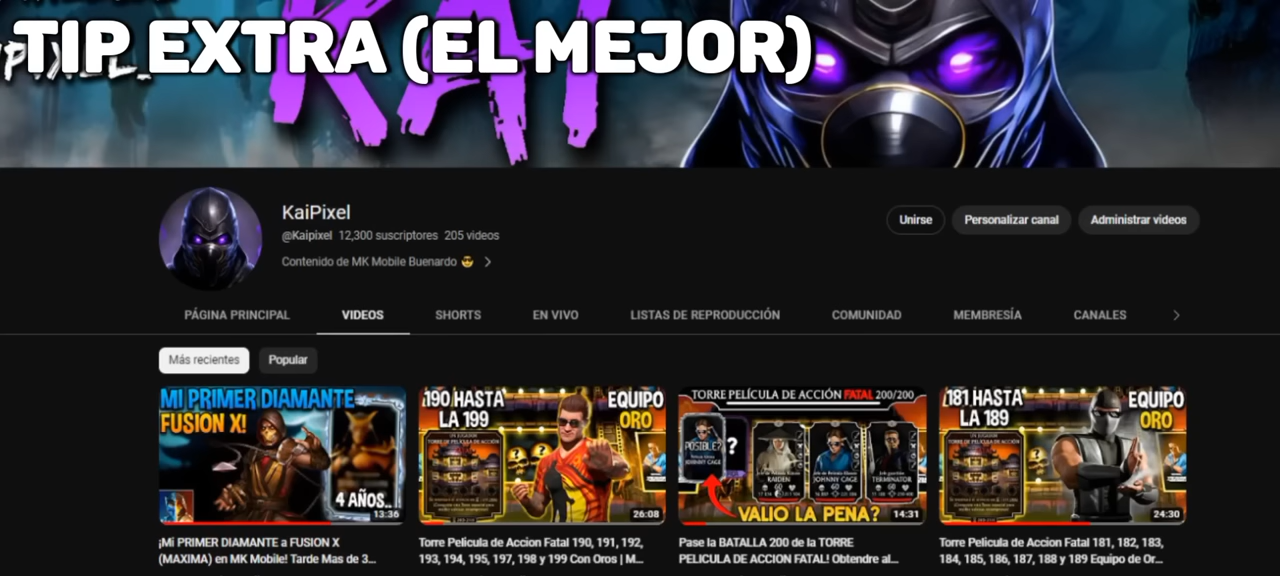 TIP EXTRA (EL MEJOR)
KAI
KaiPixel
@Kaipixel 12,300 suscriptores 205 videos
Contenido de MK Mobile Buenardo 😎
Unirse
Personalizar canal
Administrar videos
PÁGINA PRINCIPAL
VIDEOS
SHORTS
EN VIVO
LISTAS DE REPRODUCCIÓN
COMUNIDAD
MEMBRESÍA
CANALES
Más recientes
Popular
MI PRIMER DIAMANTE
FUSION X!
4 AÑOS..
13:36
¡Mi PRIMER DIAMANTE a FUSION X
(MAXIMA) en MK Mobile! Tarde Mas de 3...
190 HASTA
LA 199
EQUIPO
ORO
26:08
Torre Pelicula de Accion Fatal 190, 191, 192,
193, 194, 195, 197, 198 y 199 Con Oros | M...
TORRE PELÍCULA DE ACCIÓN FATAL 200/200
POSIBLE?
JOHNNY CAGE
?
RAIDEN
60
JOHNNY CAGE
60
TERMINATOR
60
VALIO LA PENA?
14:31
Pase la BATALLA 200 de la TORRE
PELICULA DE ACCION FATAL! Obtendre al...
181 HASTA
LA 189
EQUIPO
ORO
24:30
Torre Pelicula de Accion Fatal 181, 182, 183,
184, 185, 186, 187, 188 y 189 Equipo de Or...